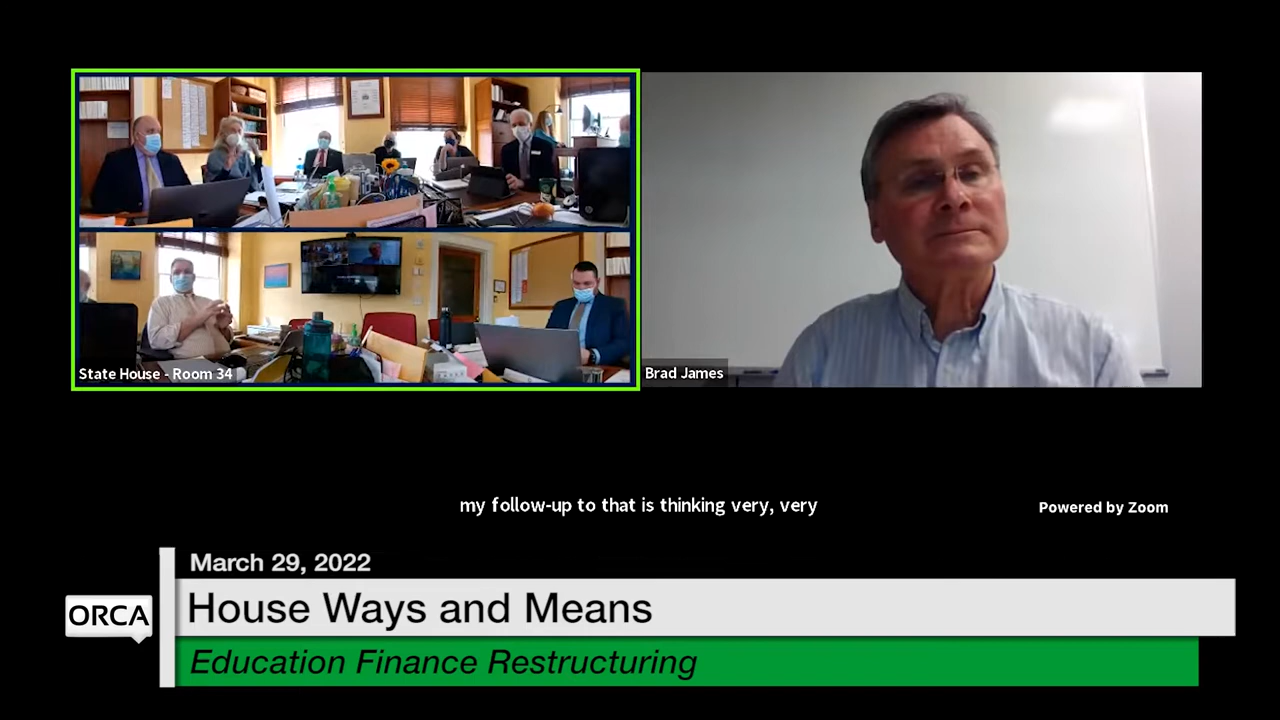 State House - Room 34
Brad James
my follow-up to that is thinking very, very
Powered by Zoom
March 29, 2022
ORCA
House Ways and Means
Education Finance Restructuring